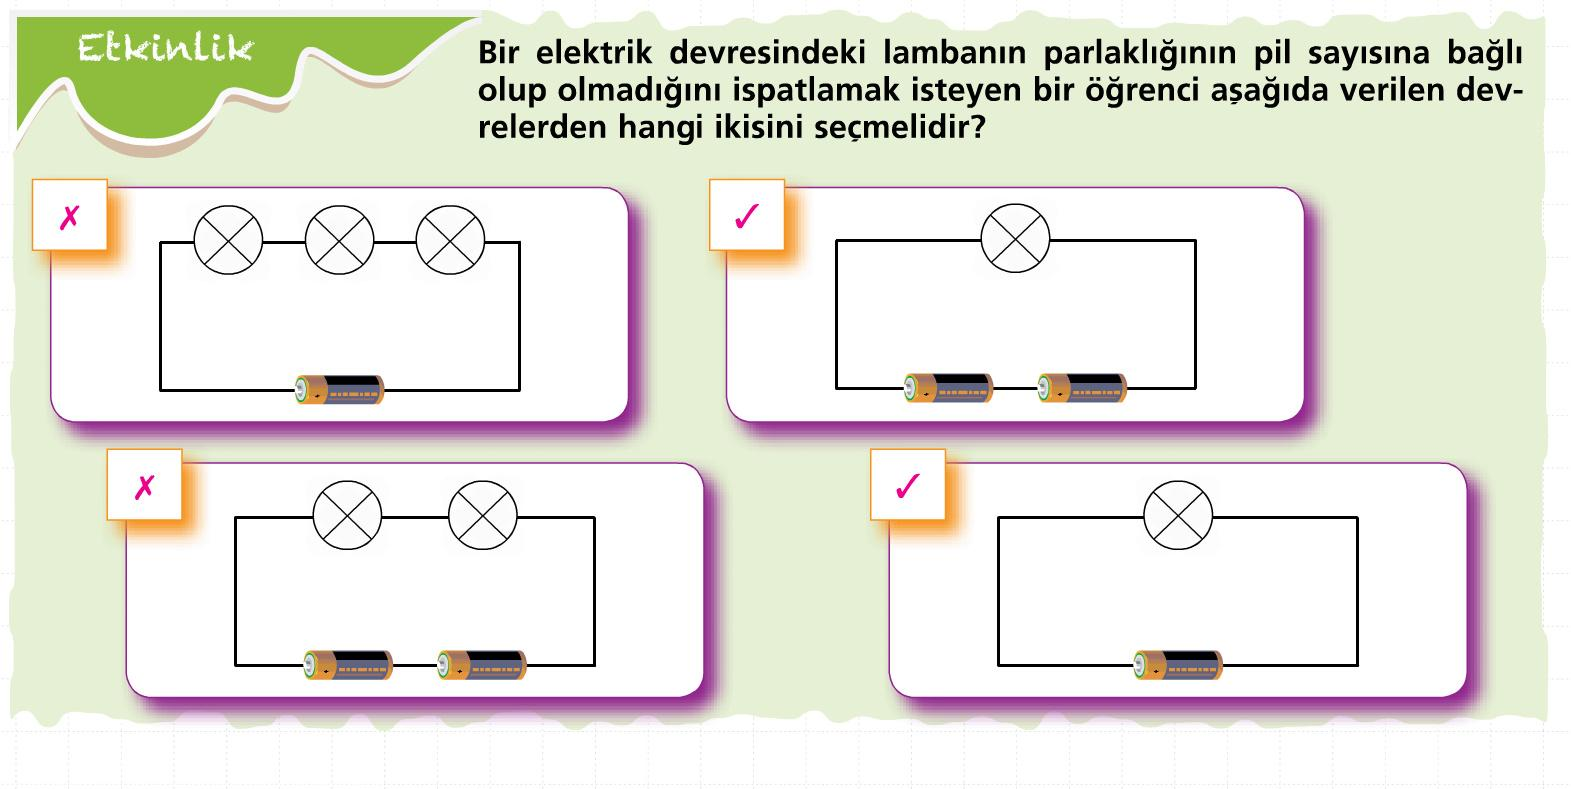 Etkinlik
Bir elektrik devresindeki lambanın parlaklığının pil sayısına bağlı
olup olmadığını ispatlamak isteyen bir öğrenci aşağıda verilen dev-
relerden hangi ikisini seçmelidir?
✗
✓
✗
✓